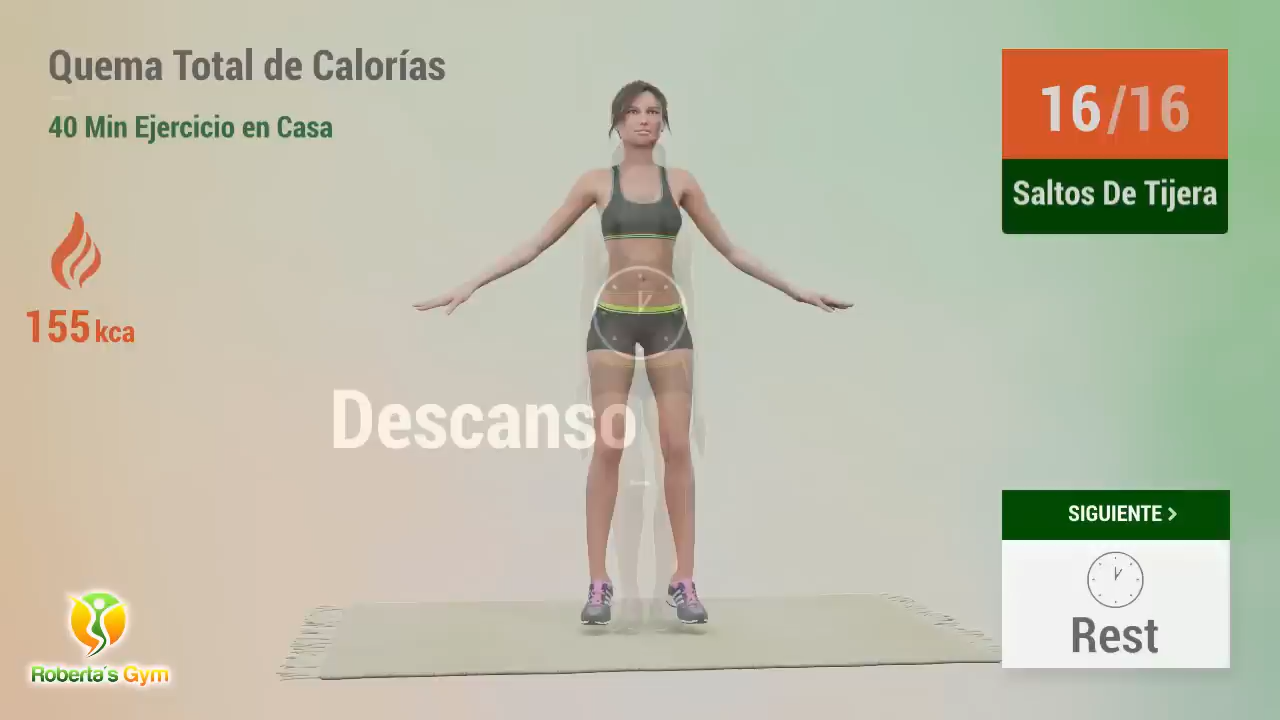 Quema Total de Calorías
40 Min Ejercicio en Casa
16/16
Saltos De Tijera
155 kca
Descanso
SIGUIENTE >
Rest
Roberta's Gym